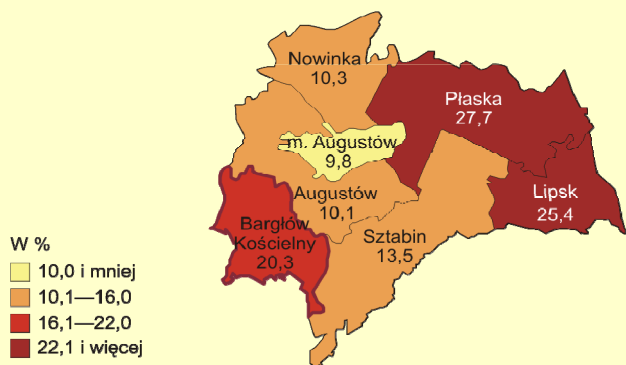 Nowinka
10,3
Płaska
27,7
m. Augustów
9,8
Lipsk
25,4
Augustów
10,1
Bargłów
Kościelny
20,3
Sztabin
13,5
W %
10,0 i mniej
10,1—16,0
16,1—22,0
22,1 i więcej